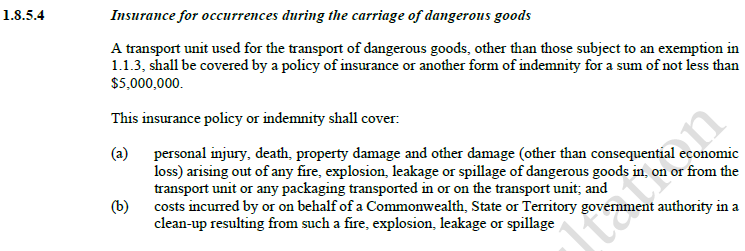 1.8.5.4 Insurance for occurrences during the carriage of dangerous goods
A transport unit used for the transport of dangerous goods, other than those subject to an exemption in
1.1.3, shall be covered by a policy of insurance or another form of indemnity for a sum of not less than
$5,000,000.
This insurance policy or indemnity shall cover:
(a) personal injury, death, property damage and other damage (other than consequential economic
loss) arising out of any fire, explosion, leakage or spillage of dangerous goods in, on or from the
transport unit or any packaging transported in or on the transport unit; and
(b) costs incurred by or on behalf of a Commonwealth, State or Territory government authority in a
clean-up resulting from such a fire, explosion, leakage or spillage
ltation